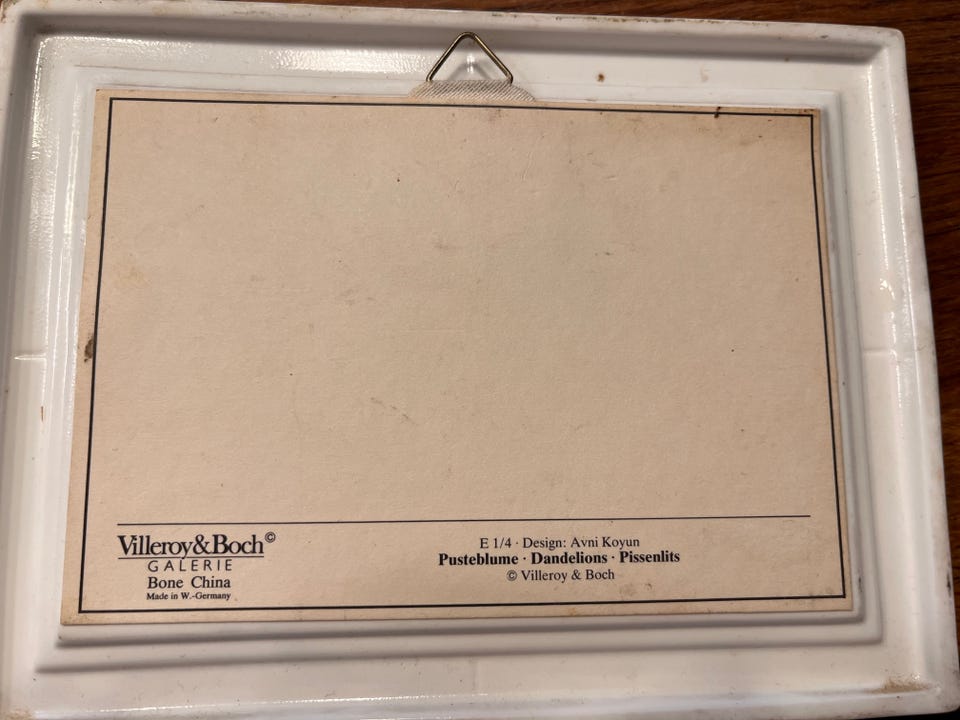 Villeroy&Boch©
GALERIE
Bone China
Made in W.-Germany
E 1/4 · Design: Avni Koyun
Pusteblume · Dandelions · Pissenlits
© Villeroy & Boch